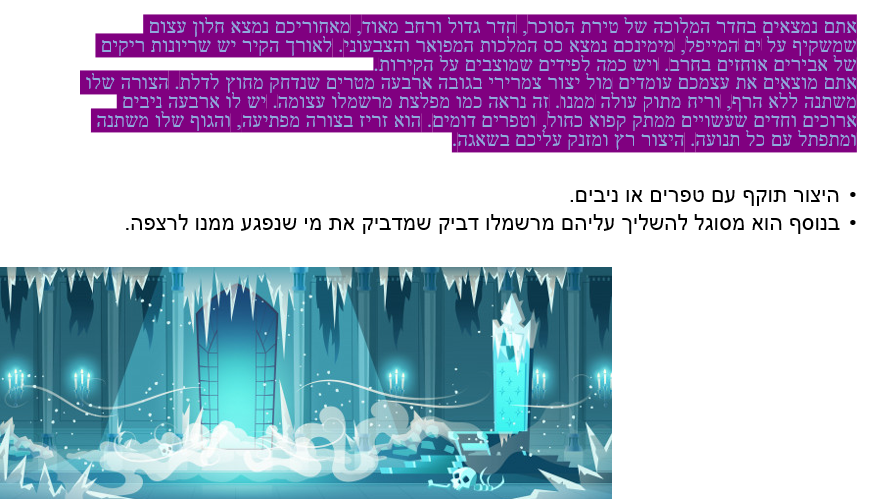 אתם נמצאים בחדר המלוכה של טירת הסוכר, חדר גדול ורחב מאוד, מאחוריכם נמצא חלון עצום
שמשקיף על ים המייפל, מימינכם נמצא כס המלכות המפואר והצבעוני. לאורך הקיר יש שריונות ריקים
של אבירים אוחזים בחרב. ויש כמה לפידים שמוצבים על הקירות.
אתם מוצאים את עצמכם עומדים מול יצור צמרירי בגובה ארבעה מטרים שנדחק מחוץ לדלת. הצורה שלו
משתנה ללא הרף, וריח מתוק עולה ממנו. זה נראה כמו מפלצת מרשמלו עצומה. יש לו ארבעה ניבים
ארוכים וחדים שעשויים ממתק קפוא כחול, וטפרים דומים. הוא זריז בצורה מפתיעה, והגוף שלו משתנה
ומתפתל עם כל תנועה. היצור רץ ומזנק עליכם בשאגה.
• היצור תוקף עם טפרים או ניבים.
• בנוסף הוא מסוגל להשליך עליהם מרשמלו דביק שמדביק את מי שנפגע ממנו לרצפה.